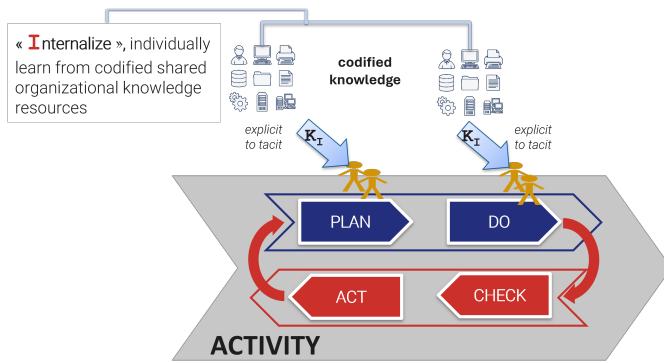 « Internalize », individually
learn from codified shared
organizational knowledge
resources
codified
knowledge
explicit
to tacit
KI
KI
explicit
to tacit
PLAN
DO
ACT
CHECK
ACTIVITY